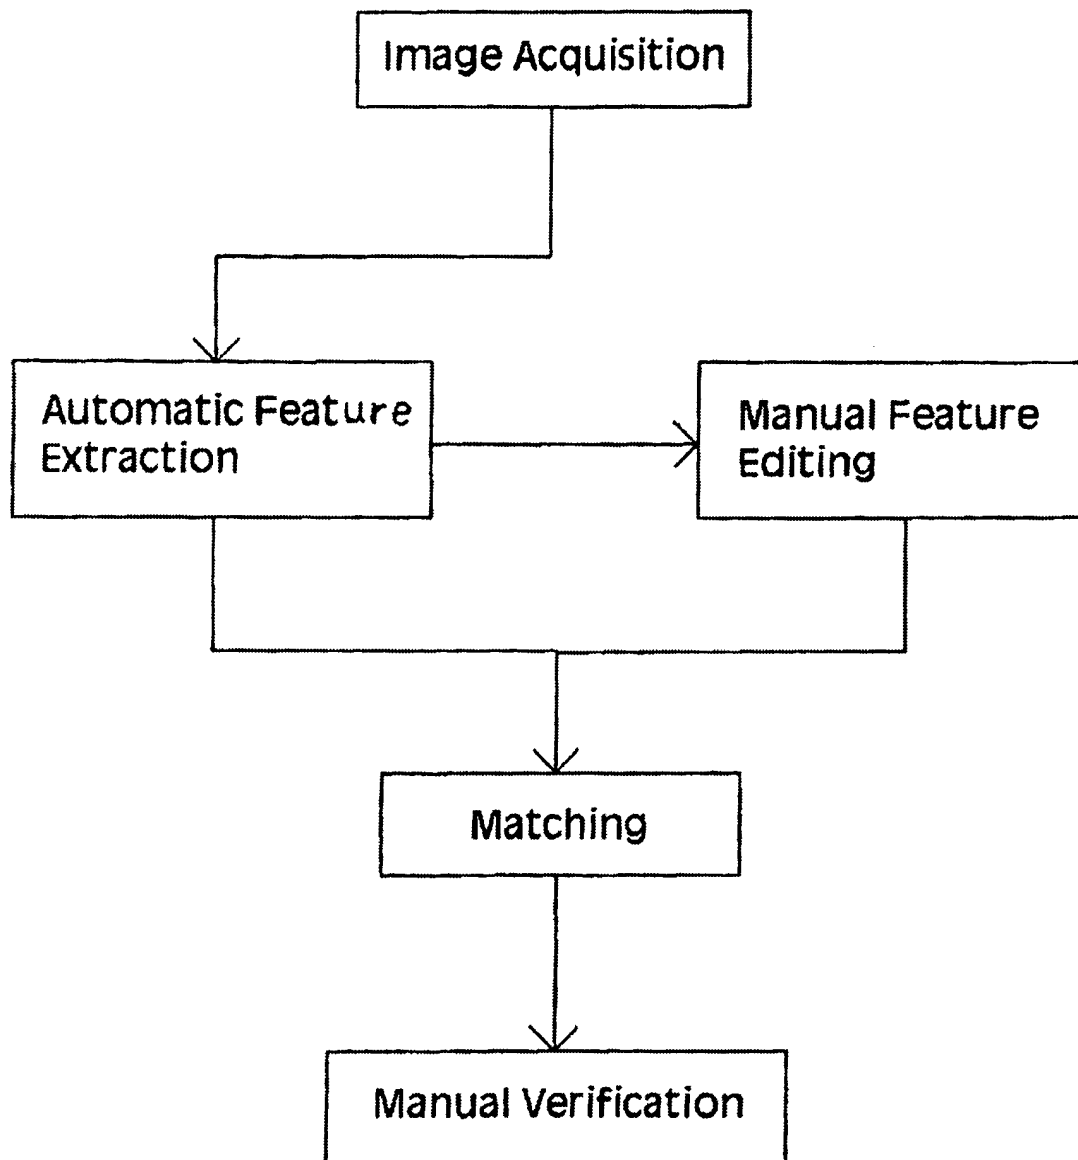 Image Acquisition
Automatic Feature
Extraction
Manual Feature
Editing
Matching
Manual Verification